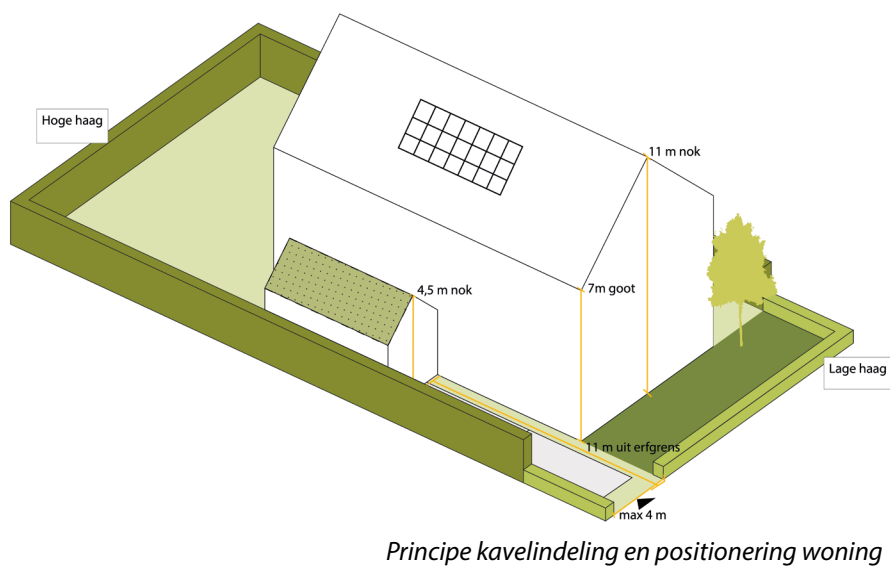 Hoge haag
11 m nok
4,5 m nok
7m goot
Lage haag
11 m uit erfgrens
max 4 m
Principe kavelindeling en positionering woning